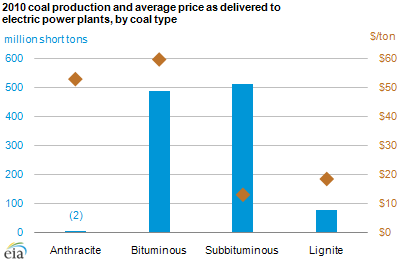 2010 coal production and average price as delivered to
electric power plants, by coal type
million short tons $/ton
600 $60
500 $50
400 $40
300 $30
200 $20
100 $10
0 $0
(2)
Anthracite Bituminous Subbituminous Lignite
eia